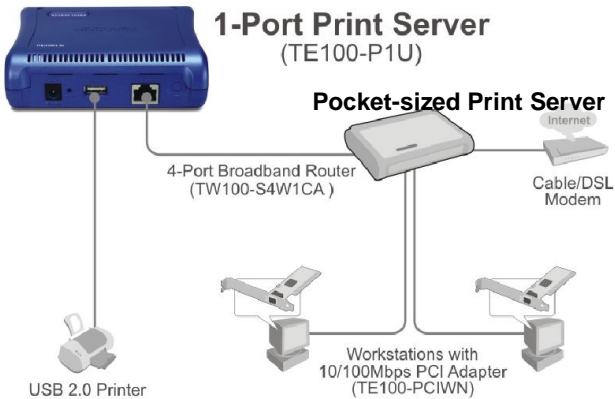 1-Port Print Server
(TE100-P1U)
Pocket-sized Print Server
Internet
4-Port Broadband Router
(TW100-S4W1CA )
Cable/DSL
Modem
Workstations with
10/100Mbps PCI Adapter
(TE100-PCIWN)
USB 2.0 Printer